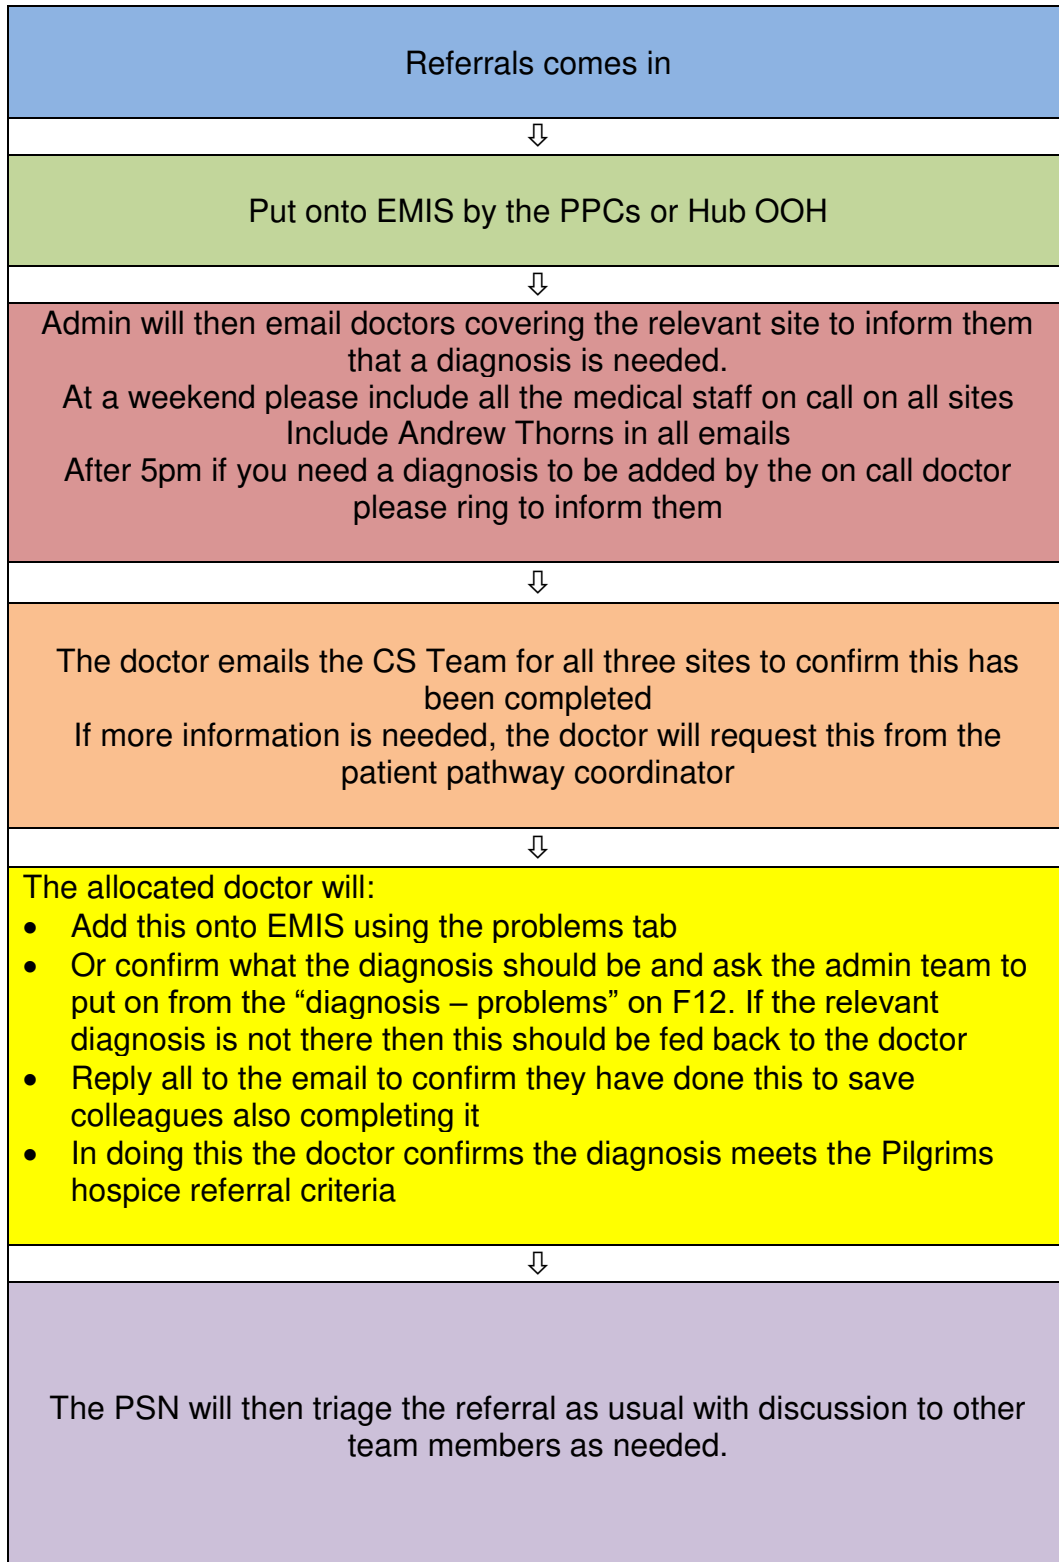 Referrals comes in
⇩
Put onto EMIS by the PPCs or Hub OOH
⇩
Admin will then email doctors covering the relevant site to inform them
that a diagnosis is needed.
At a weekend please include all the medical staff on call on all sites
Include Andrew Thorns in all emails
After 5pm if you need a diagnosis to be added by the on call doctor
please ring to inform them
⇩
The doctor emails the CS Team for all three sites to confirm this has
been completed
If more information is needed, the doctor will request this from the
patient pathway coordinator
⇩
The allocated doctor will:
• Add this onto EMIS using the problems tab
• Or confirm what the diagnosis should be and ask the admin team to
put on from the “diagnosis – problems” on F12. If the relevant
diagnosis is not there then this should be fed back to the doctor
• Reply all to the email to confirm they have done this to save
colleagues also completing it
• In doing this the doctor confirms the diagnosis meets the Pilgrims
hospice referral criteria
⇩
The PSN will then triage the referral as usual with discussion to other
team members as needed.